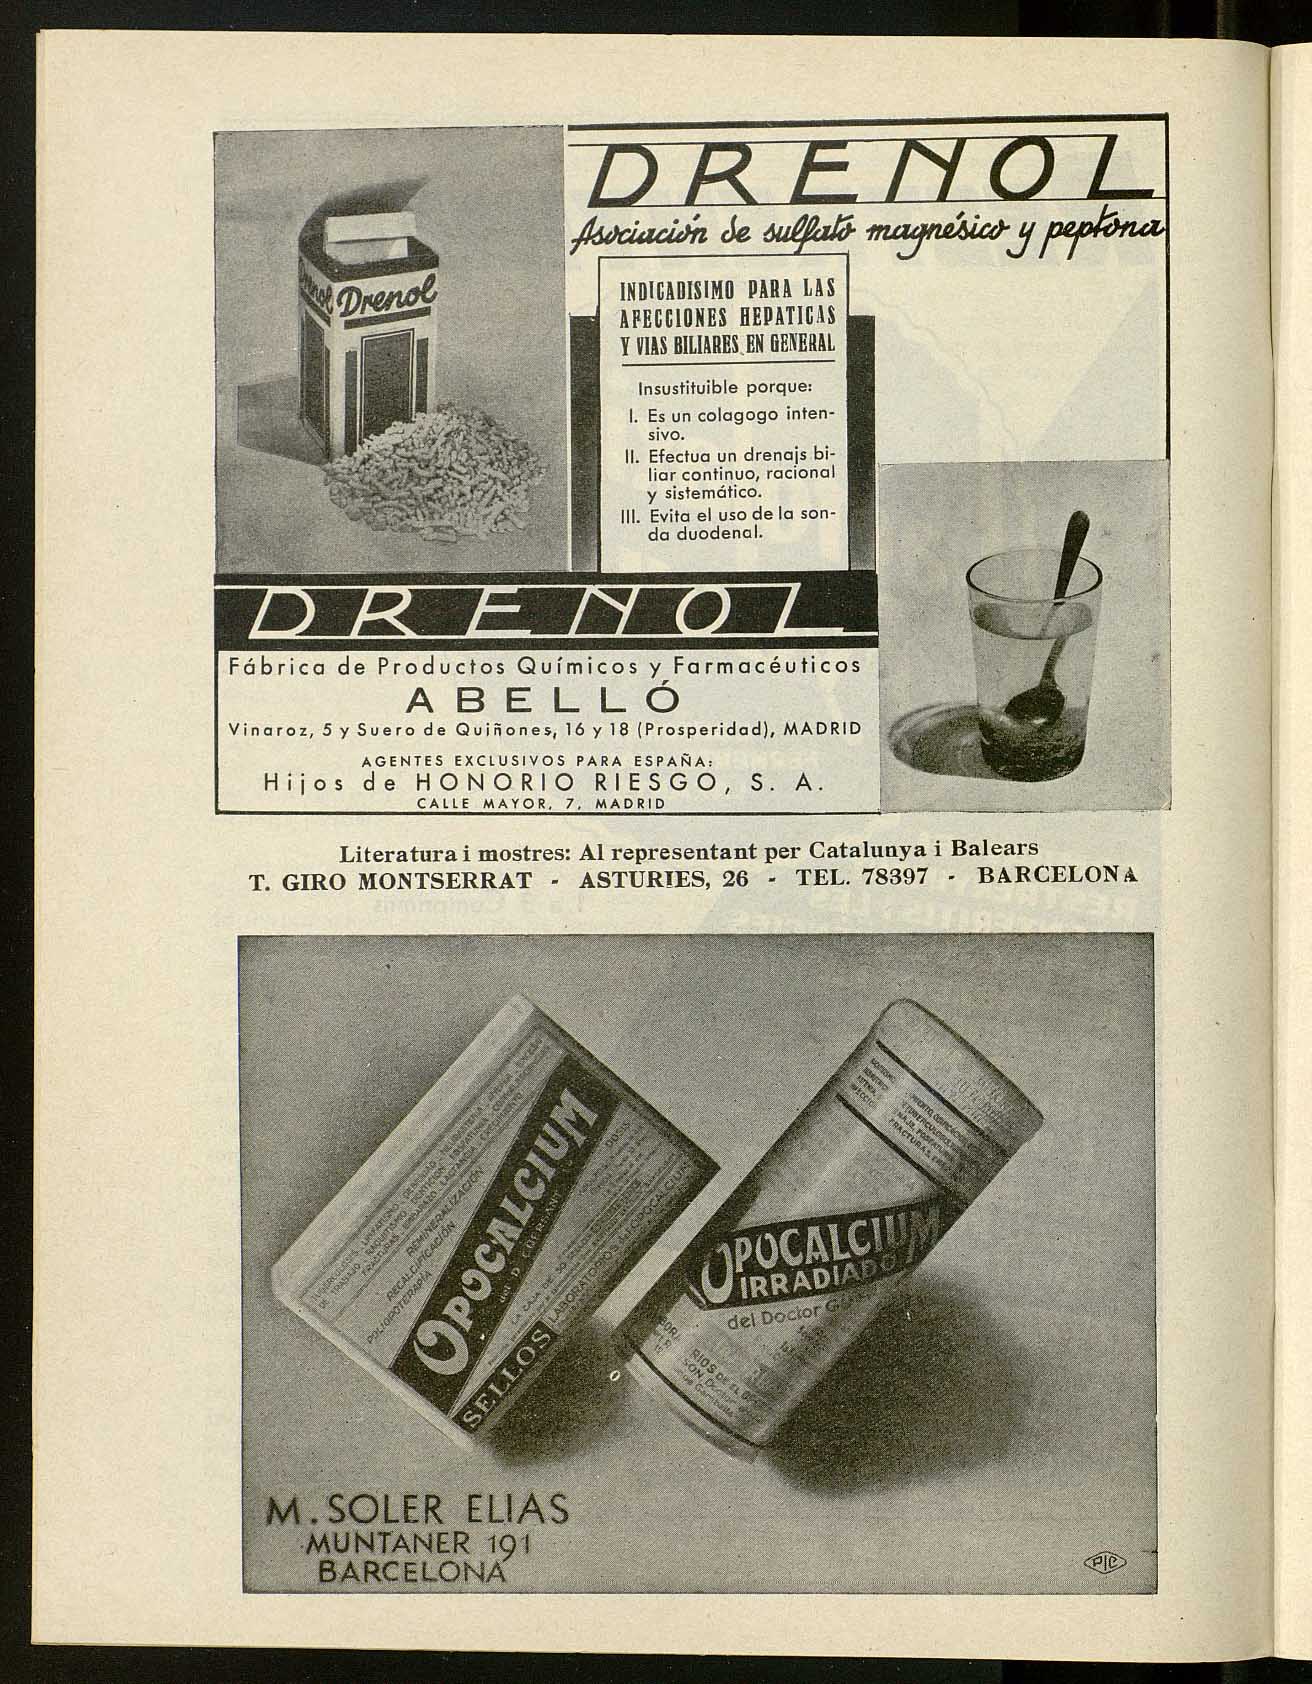 DRENOL
Asociación de sulfato magnésico y peptona
Drenol
INDICADISIMO PARA LAS
AFECCIONES HEPATICAS
Y VIAS BILIARES EN GENERAL
Insustituible porque:
I. Es un colagogo inten-
sivo.
II. Efectua un drenajs bi-
liar continuo, racional
y sistemático.
III. Evita el uso de la son-
da duodenal.
DRENOL
Fábrica de Productos Químicos y Farmacéuticos
ABELLÓ
Vinaroz, 5 y Suero de Quiñones, 16 y 18 (Prosperidad), MADRID
AGENTES EXCLUSIVOS PARA ESPAÑA:
Hijos de HONORIO RIESGO, S. A.
CALLE MAYOR, 7, MADRID
Literatura i mostres: Al representant per Catalunya i Balears
T. GIRO MONTSERRAT - ASTURIES, 26 - TEL. 78397 - BARCELONA
REMINERALIZACIÓN
RECALCIFICACIÓN
POLIOPOTERAPIA
OPOCALCIUM
SELLOS
OPOCALCIUM
IRRADIADO
del Doctor
M. SOLER ELIAS
MUNTANER 191
BARCELONA
PIC